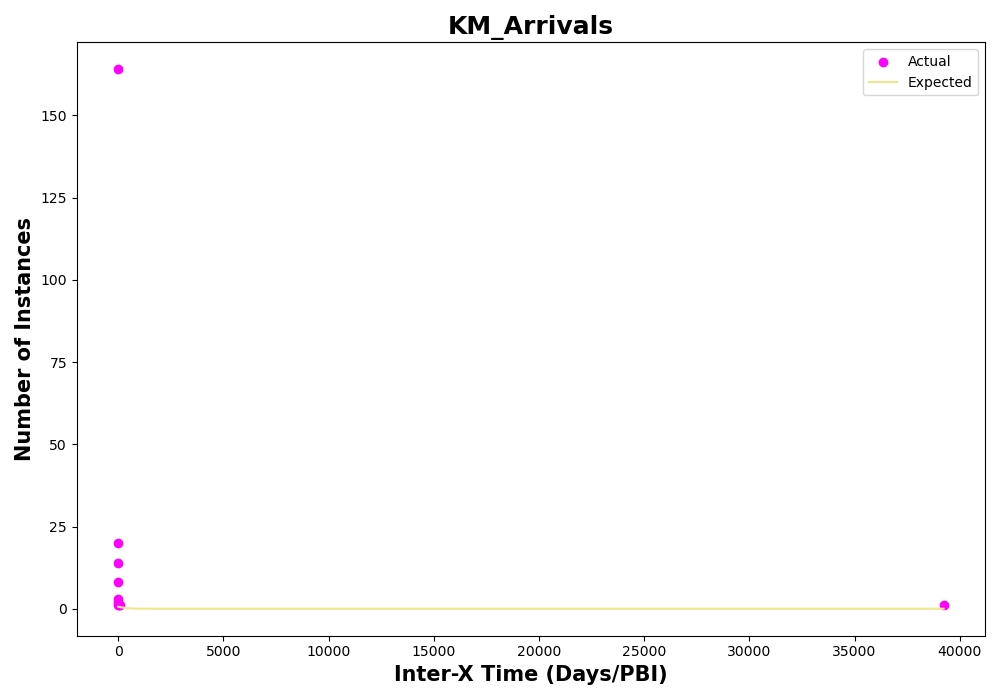 KM_Arrivals
Actual
Expected
Number of Instances
150
125
100
75
50
25
0
0 5000 10000 15000 20000 25000 30000 35000 40000
Inter-X Time (Days/PBI)